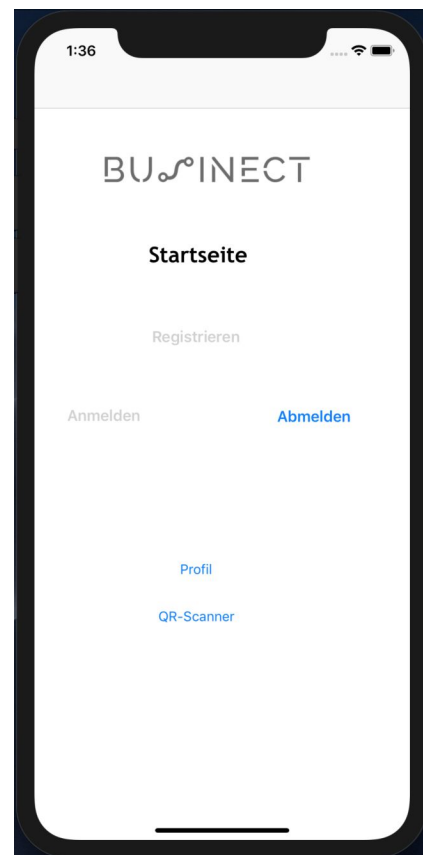 1:36
BUSINECT
Startseite
Registrieren
Anmelden Abmelden
Profil
QR-Scanner